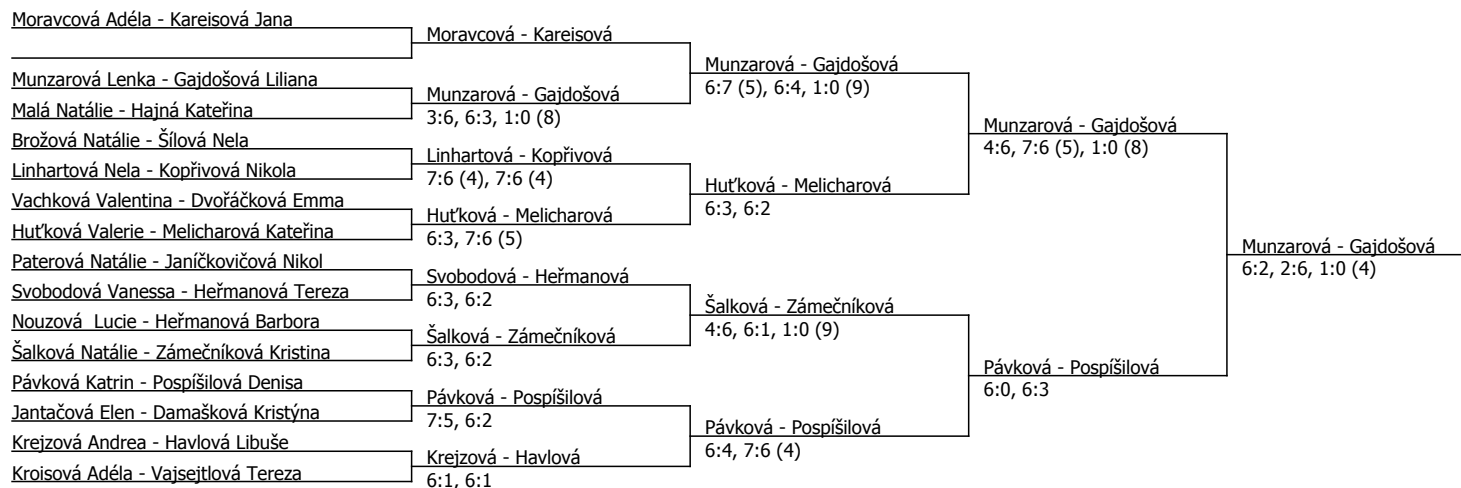 Moravcová Adéla - Kareisová Jana
Munzarová Lenka - Gajdošová Liliana
Malá Natálie - Hajná Kateřina
Brožová Natálie - Šílová Nela
Linhartová Nela - Kopřivová Nikola
Vachková Valentina - Dvořáčková Emma
Huťková Valerie - Melicharová Kateřina
Paterová Natálie - Janíčkovičová Nikol
Svobodová Vanessa - Heřmanová Tereza
Nouzová  Lucie - Heřmanová Barbora
Šalková Natálie - Zámečníková Kristina
Pávková Katrin - Pospíšilová Denisa
Jantačová Elen - Damašková Kristýna
Krejzová Andrea - Havlová Libuše
Kroisová Adéla - Vajsejtlová Tereza
Moravcová - Kareisová
Munzarová - Gajdošová
3:6, 6:3, 1:0 (8)
Linhartová - Kopřivová
7:6 (4), 7:6 (4)
Huťková - Melicharová
6:3, 7:6 (5)
Svobodová - Heřmanová
6:3, 6:2
Šalková - Zámečníková
6:3, 6:2
Pávková - Pospíšilová
7:5, 6:2
Krejzová - Havlová
6:1, 6:1
Munzarová - Gajdošová
6:7 (5), 6:4, 1:0 (9)
Huťková - Melicharová
6:3, 6:2
Šalková - Zámečníková
4:6, 6:1, 1:0 (9)
Pávková - Pospíšilová
6:4, 7:6 (4)
Munzarová - Gajdošová
4:6, 7:6 (5), 1:0 (8)
Pávková - Pospíšilová
6:0, 6:3
Munzarová - Gajdošová
6:2, 2:6, 1:0 (4)